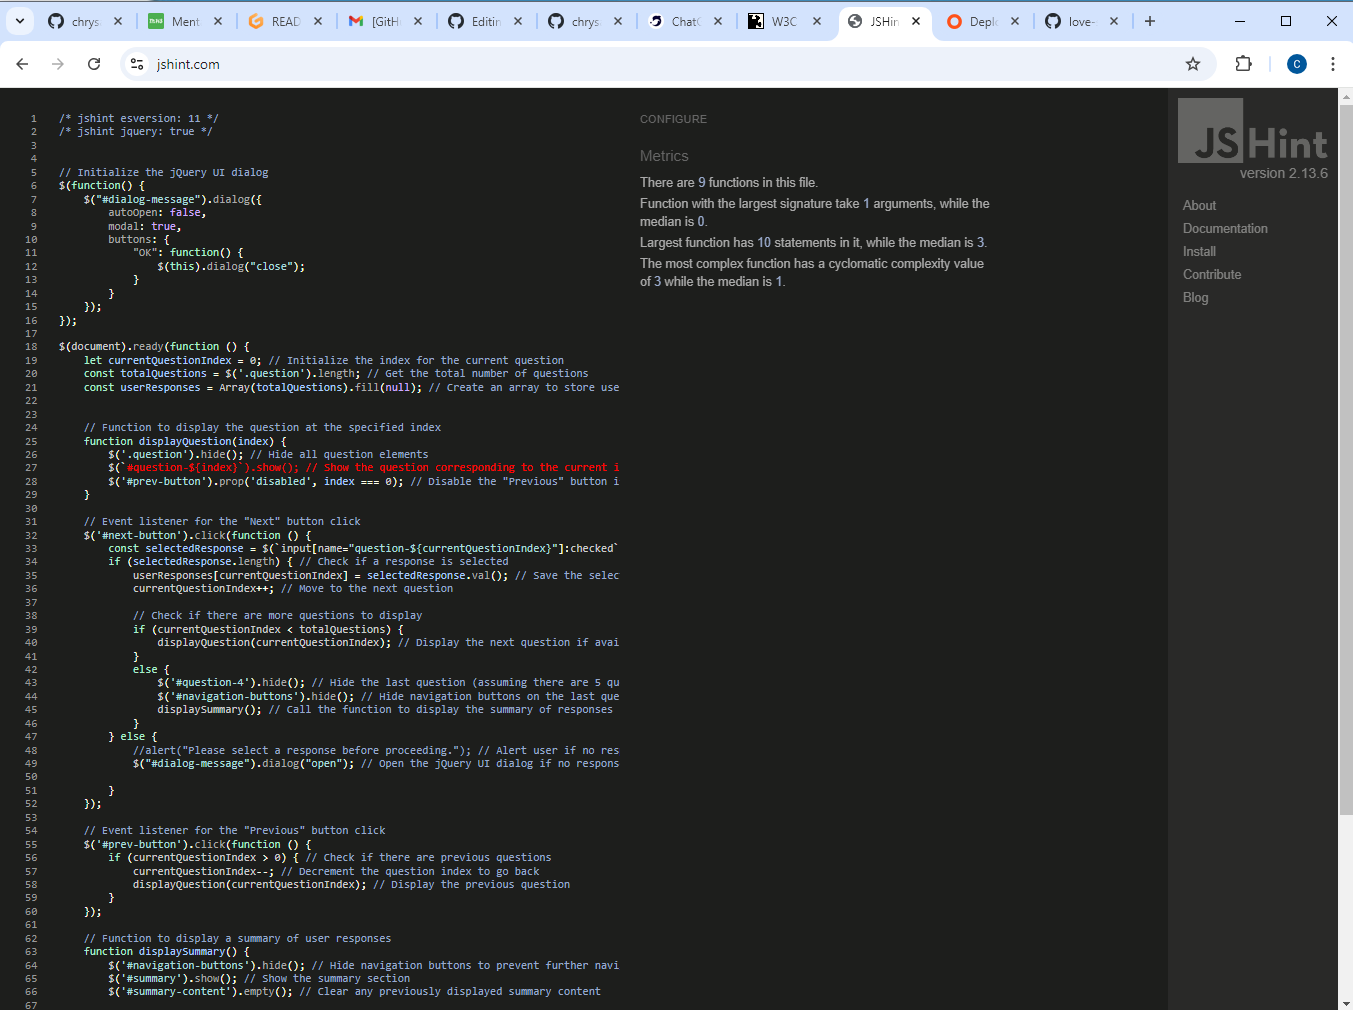 chrys
Ment
READ
[GitH
Editin
chrys
ChatG
W3C
JSHin
Deplo
love-
jshint.com
C
1 /* jshint esversion: 11 */
2 /* jshint jquery: true */
3
4
5 // Initialize the jQuery UI dialog
6 $(function() {
7 $("#dialog-message").dialog({
8 autoOpen: false,
9 modal: true,
10 buttons: {
11 "OK": function() {
12 $(this).dialog("close");
13 }
14 }
15 });
16 });
17
18 $(document).ready(function () {
19 let currentQuestionIndex = 0; // Initialize the index for the current question
20 const totalQuestions = $('.question').length; // Get the total number of questions
21 const userResponses = Array(totalQuestions).fill(null); // Create an array to store use
22
23
24 // Function to display the question at the specified index
25 function displayQuestion(index) {
26 $('.question').hide(); // Hide all question elements
27 $(`#question-${index}`).show(); // Show the question corresponding to the current i
28 $('#prev-button').prop('disabled', index === 0); // Disable the "Previous" button i
29 }
30
31 // Event listener for the "Next" button click
32 $('#next-button').click(function () {
33 const selectedResponse = $(`input[name="question-${currentQuestionIndex}"]:checked`
34 if (selectedResponse.length) { // Check if a response is selected
35 userResponses[currentQuestionIndex] = selectedResponse.val(); // Save the selec
36 currentQuestionIndex++; // Move to the next question
37
38 // Check if there are more questions to display
39 if (currentQuestionIndex < totalQuestions) {
40 displayQuestion(currentQuestionIndex); // Display the next question if avai
41 }
42 else {
43 $('#question-4').hide(); // Hide the last question (assuming there are 5 qu
44 $('#navigation-buttons').hide(); // Hide navigation buttons on the last que
45 displaySummary(); // Call the function to display the summary of responses
46 }
47 } else {
48 //alert("Please select a response before proceeding."); // Alert user if no res
49 $("#dialog-message").dialog("open"); // Open the jQuery UI dialog if no respons
50
51 }
52 });
53
54 // Event listener for the "Previous" button click
55 $('#prev-button').click(function () {
56 if (currentQuestionIndex > 0) { // Check if there are previous questions
57 currentQuestionIndex--; // Decrement the question index to go back
58 displayQuestion(currentQuestionIndex); // Display the previous question
59 }
60 });
61
62 // Function to display a summary of user responses
63 function displaySummary() {
64 $('#navigation-buttons').hide(); // Hide navigation buttons to prevent further navi
65 $('#summary').show(); // Show the summary section
66 $('#summary-content').empty(); // Clear any previously displayed summary content
67
CONFIGURE
Metrics
There are 9 functions in this file.
Function with the largest signature take 1 arguments, while the
median is 0.
Largest function has 10 statements in it, while the median is 3.
The most complex function has a cyclomatic complexity value
of 3 while the median is 1.
JSHint
version 2.13.6
About
Documentation
Install
Contribute
Blog